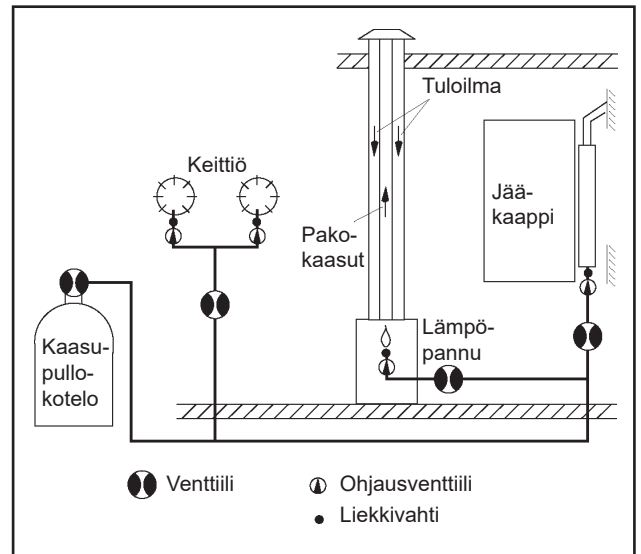 Tuloilma
Keittiö
Jää-
kaappi
Pako-
kaasut
Lämpö-
pannu
Kaasu-
pullo-
kotelo
Venttiili
Ohjausventtiili
Liekkivahti